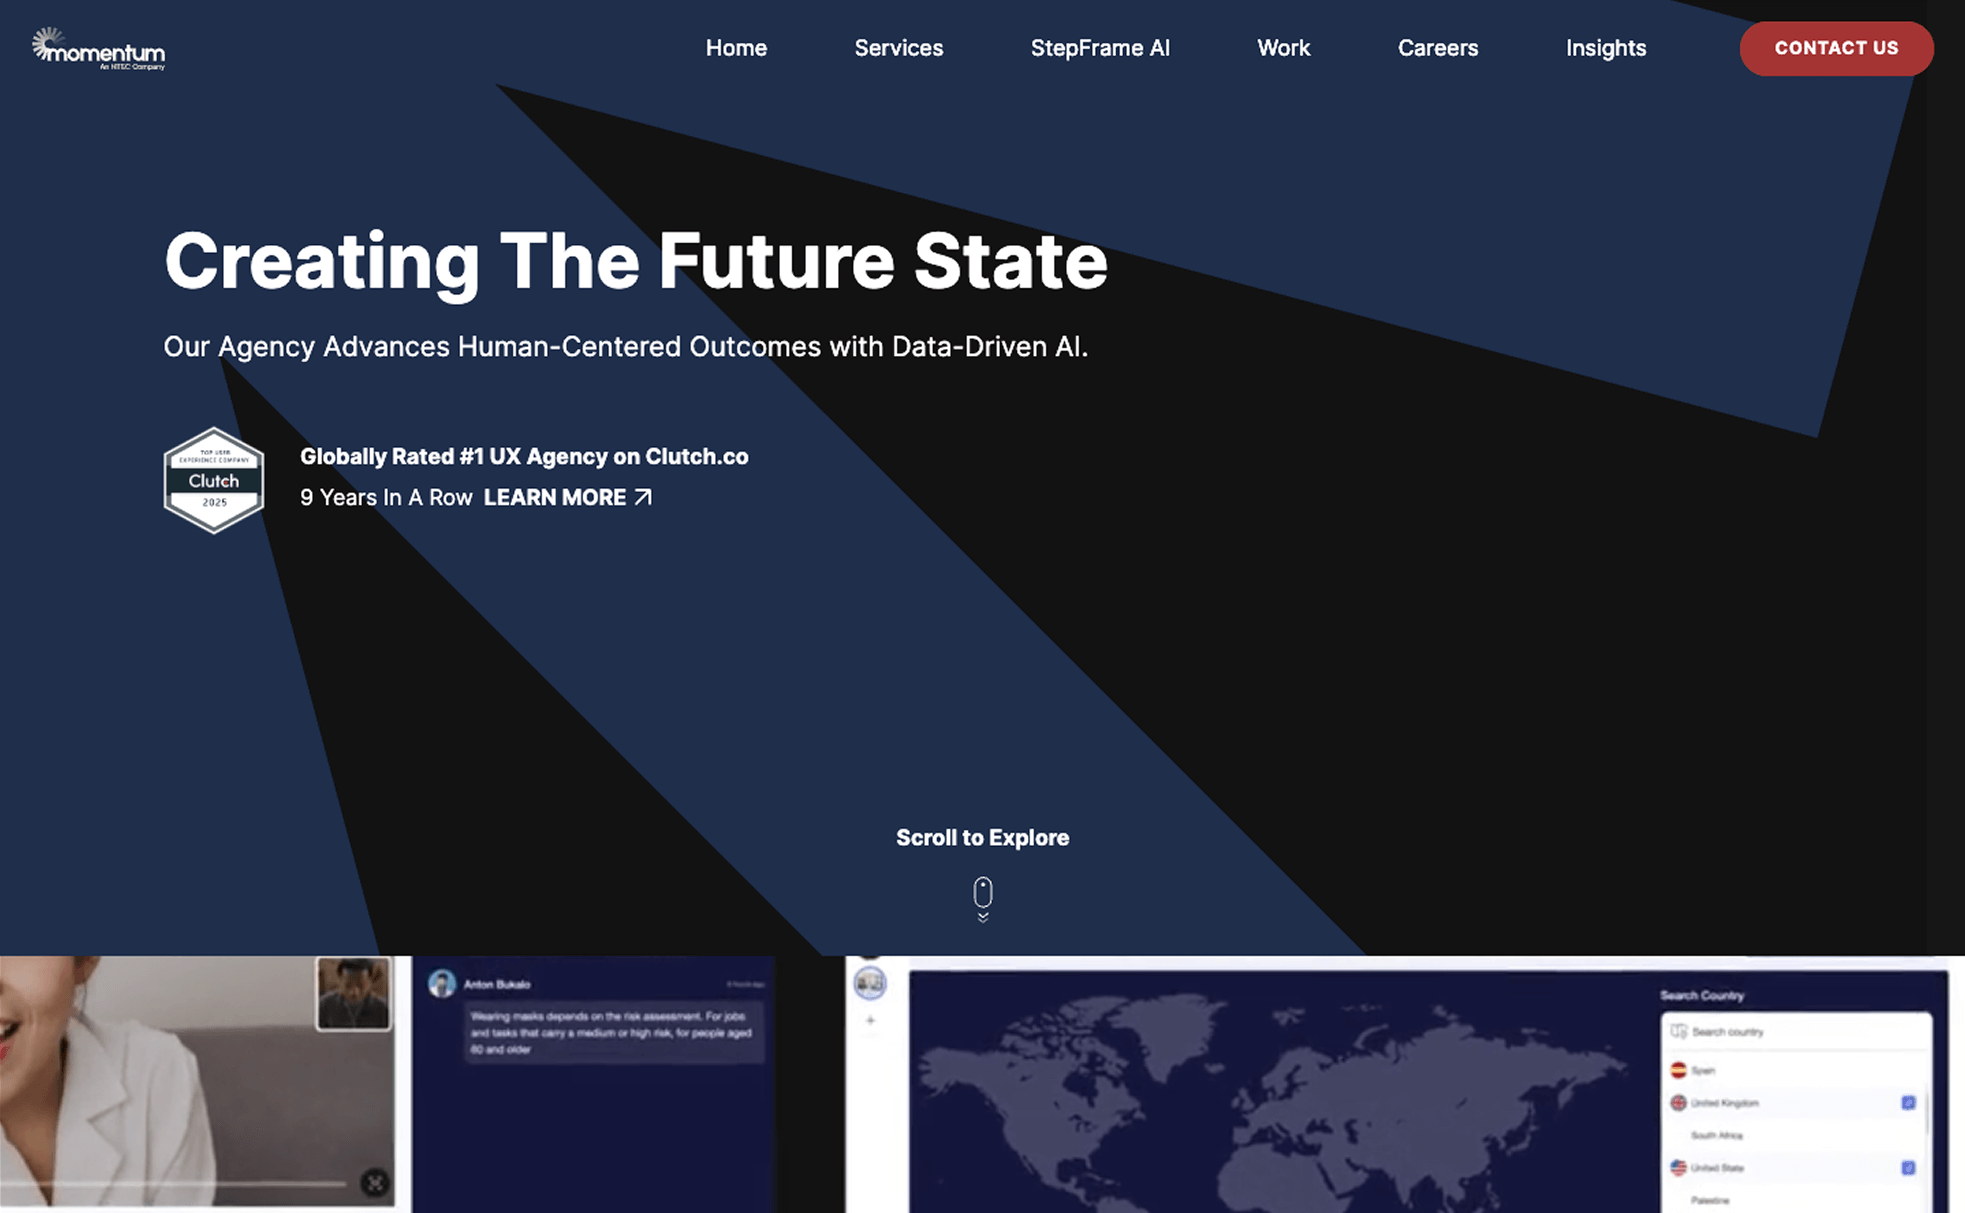 momentum
An HTEC Company
Home
Services
StepFrame AI
Work
Careers
Insights
CONTACT US
Creating The Future State
Our Agency Advances Human-Centered Outcomes with Data-Driven AI.
TOP USER
EXPERIENCE COMPANY
Clutch
2025
Globally Rated #1 UX Agency on Clutch.co
9 Years In A Row LEARN MORE
Scroll to Explore
Anton Bukalo
Wearing masks depends on the risk assessment. For jobs
and tasks that carry a medium or high risk, for people aged
60 and older
Search Country
Search country
Spain
United Kingdom
South Africa
United State
Palestine